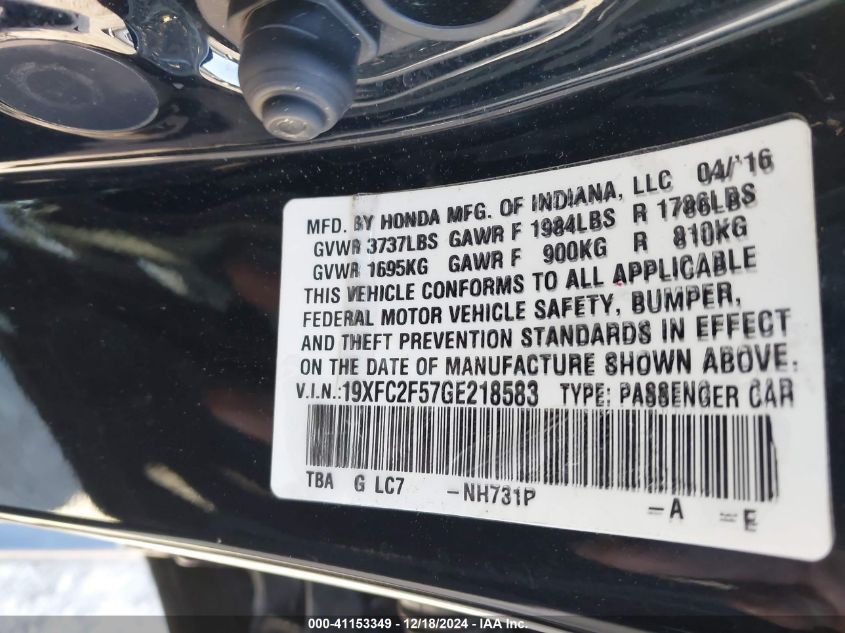 MFD. BY HONDA MFG. OF INDIANA, LLC 04/'16
GVWR 3737LBS GAWR F 1984LBS R 1786LBS
GVWR 1695KG GAWR F 900KG R 810KG
THIS VEHICLE CONFORMS TO ALL APPLICABLE
FEDERAL MOTOR VEHICLE SAFETY, BUMPER,
AND THEFT PREVENTION STANDARDS IN EFFECT
ON THE DATE OF MANUFACTURE SHOWN ABOVE.
V.I.N.:19XFC2F57GE218583 TYPE: PASSENGER CAR
TBA G LC7 -NH731P -A -E
000-41153349 - 12/18/2024 - IAA Inc.